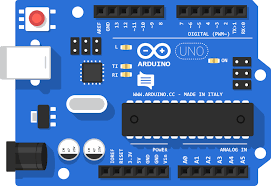 AREF
GND
13
12
~11
~10
~9
8
7
~6
~5
4
~3
2
TX>1
RX<0
DIGITAL (PWM~)
L
TX
RX
UNO
ON
ARDUINO
WWW.ARDUINO.CC - MADE IN ITALY
POWER
ANALOG IN
IOREF
RESET
3.3V
5V
GND
GND
Vin
A0
A1
A2
A3
A4
A5